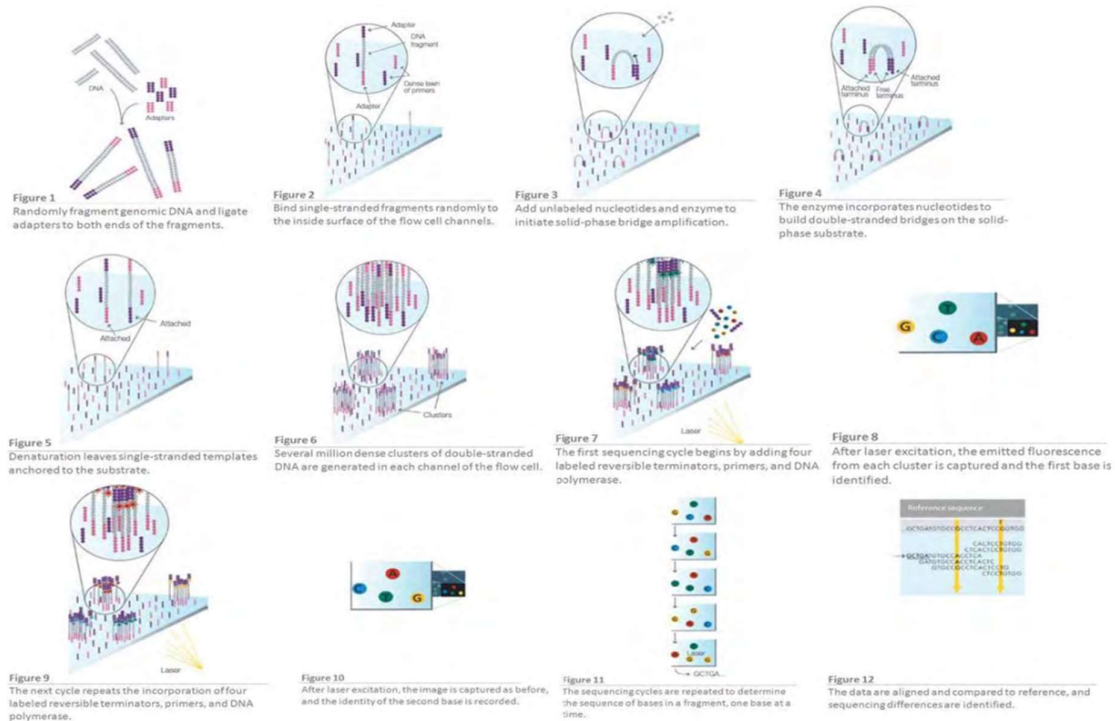 DNA
Adapters
Figure 1
Randomly fragment genomic DNA and ligate
adapters to both ends of the fragments.
Adapter
DNA
fragment
Dense lawn
of primers
Adapter
Figure 2
Bind single-stranded fragments randomly to
the inside surface of the flow cell channels.
Figure 3
Add unlabeled nucleotides and enzyme to
initiate solid-phase bridge amplification.
Attached
terminus
Free
terminus
Attached
terminus
Figure 4
The enzyme incorporates nucleotides to
build double-stranded bridges on the solid-
phase substrate.
Attached
Attached
Figure 5
Denaturation leaves single-stranded templates
anchored to the substrate.
Clusters
Figure 6
Several million dense clusters of double-stranded
DNA are generated in each channel of the flow cell.
Laser
Figure 7
The first sequencing cycle begins by adding four
labeled reversible terminators, primers, and DNA
polymerase.
T
G
C
A
Figure 8
After laser excitation, the emitted fluorescence
from each cluster is captured and the first base is
identified.
Laser
Figure 9
The next cycle repeats the incorporation of four
labeled reversible terminators, primers, and DNA
polymerase.
A
C
T
G
Figure 10
After laser excitation, the image is captured as before,
and the identity of the second base is recorded.
Laser
GCTGA...
Figure 11
The sequencing cycles are repeated to determine
the sequence of bases in a fragment, one base at a
time.
Reference sequence
...GCTGATGTGCCGCCTCACTCCGGTGG
CACTCCTGTGG
CTCACTCCTGTGG
GCTGATGTGCCACCTCA
GATGTGCCACCTCACTC
GTGCCGCCTCACTCCTG
CTCCTGTGG
Figure 12
The data are aligned and compared to reference, and
sequencing differences are identified.